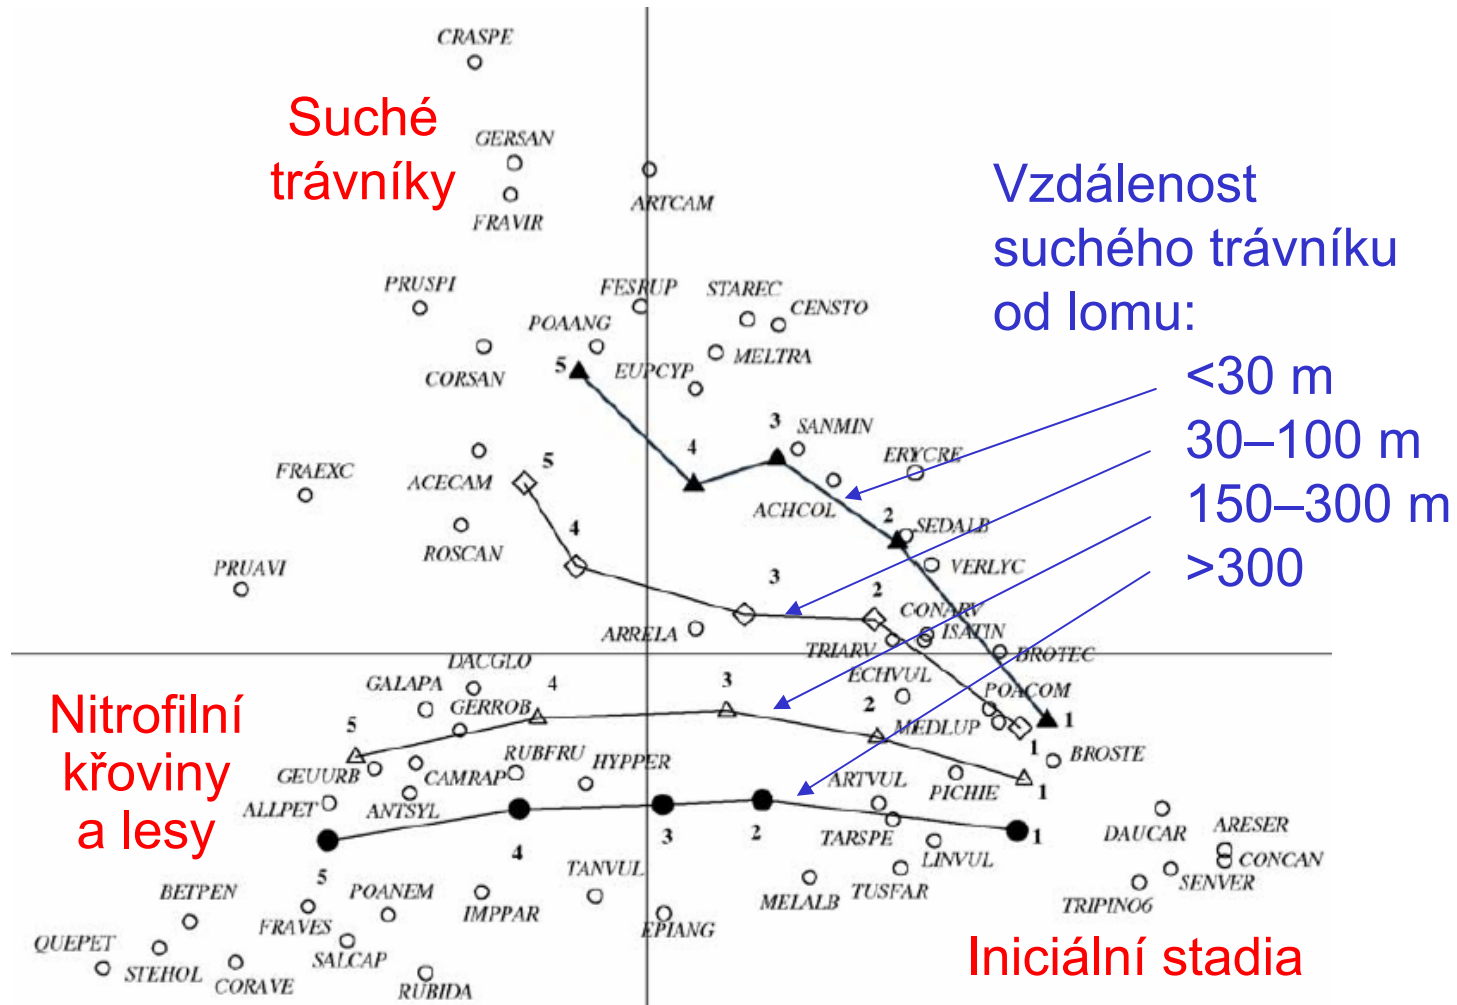 CRASPE
Suché
trávníky
GERSAN
FRAVIR
ARTCAM
Vzdálenost
suchého trávníku
od lomu:
<30 m
30–100 m
150–300 m
>300
PRUSPI
FESRUP
STAREC
CENSTO
POAANG
MELTRA
CORSAN
5
EUPCYP
4
3
SANMIN
ERYCRE
FRAEXC
ACECAM
5
ACHCOL
2
SEDALB
ROSCAN
4
PRUAVI
VERLYC
3
2
CONARV
ISATIN
ARRELA
TRIARV
BROTEC
DACGLO
ECHVUL
GALAPA
GERROB
4
3
2
POACOM
MEDLUP
1
Nitrofilní
křoviny
a lesy
5
1
BROSTE
GEUURB
CAMRAP
RUBFRU
HYPPER
ARTVUL
PICHIE
1
ALLPET
ANTSYL
DAUCAR
ARESER
TARSPE
1
5
4
3
2
LINVUL
CONCAN
SENVER
BETPEN
POANEM
TANVUL
TUSFAR
MELALB
TRIPINO6
FRAVES
IMPPAR
EPIANG
QUEPET
STEHOL
CORAVE
SALCAP
RUBIDA
Iniciální stadia